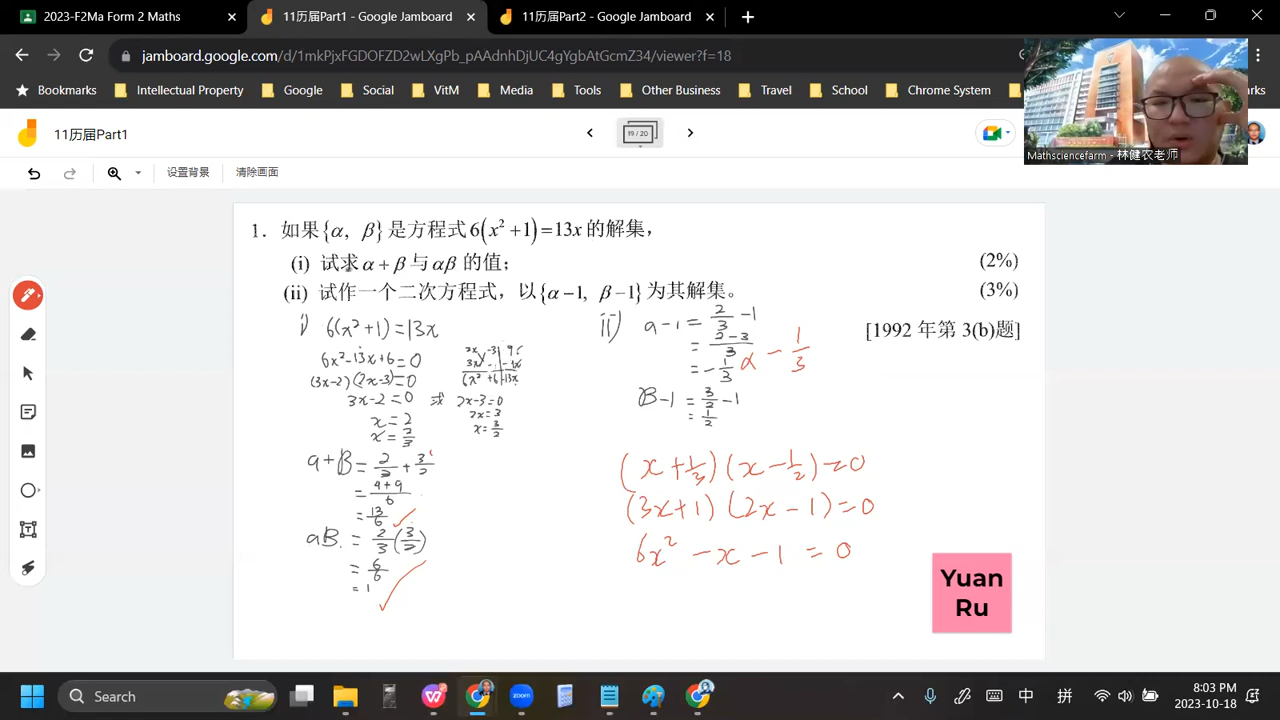 2023-F2Ma Form 2 Maths
11历届Part1 - Google Jamboard
11历届Part2 - Google Jamboard
Bookmarks
Intellectual Property
Google
Social
VitM
Media
Tools
Other Business
Travel
School
Chrome System
Mathsciencefarm - 林健农老师
11历届Part1
19 / 20
设置背景
清除画面
1. 如果{α, β}是方程式6(x²+1)=13x的解集，
(i) 试求α+β与αβ的值； (2%)
(ii) 试作一个二次方程式，以{α−1, β−1}为其解集。 (3%)
[1992 年第 3(b)题]
i) 6(x²+1)=13x
6x²-13x+6=0
(3x-2)(2x-3)=0
3x-2=0 或 2x-3=0
x=2 2x=3
x=2/3 x=3/2
a+B=2/3+3/2
=4+9/6
=13/6
aB.=2/3(3/2)
=6/6
=1
ii) a-1=2/3-1
=2-3/3
=-1/3
α - 1/3
B-1=3/2-1
=1/2
(x+1/3)(x-1/2)=0
(3x+1)(2x-1)=0
6x²-x-1=0
Yuan
Ru
Search
中
拼
8:03 PM
2023-10-18